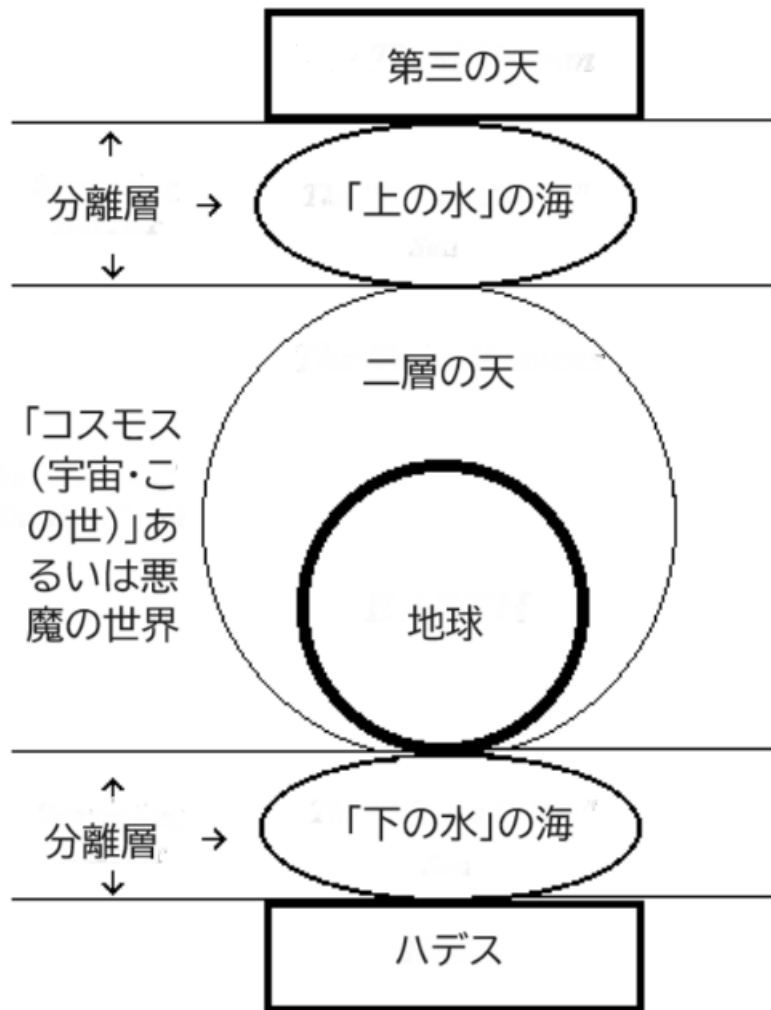 第三の天
↑
分離層 →
↓
「上の水」の海
二層の天
「コスモス
(宇宙・こ
の世)」あ
るいは悪
魔の世界
地球
↑
分離層 →
↓
「下の水」の海
ハデス